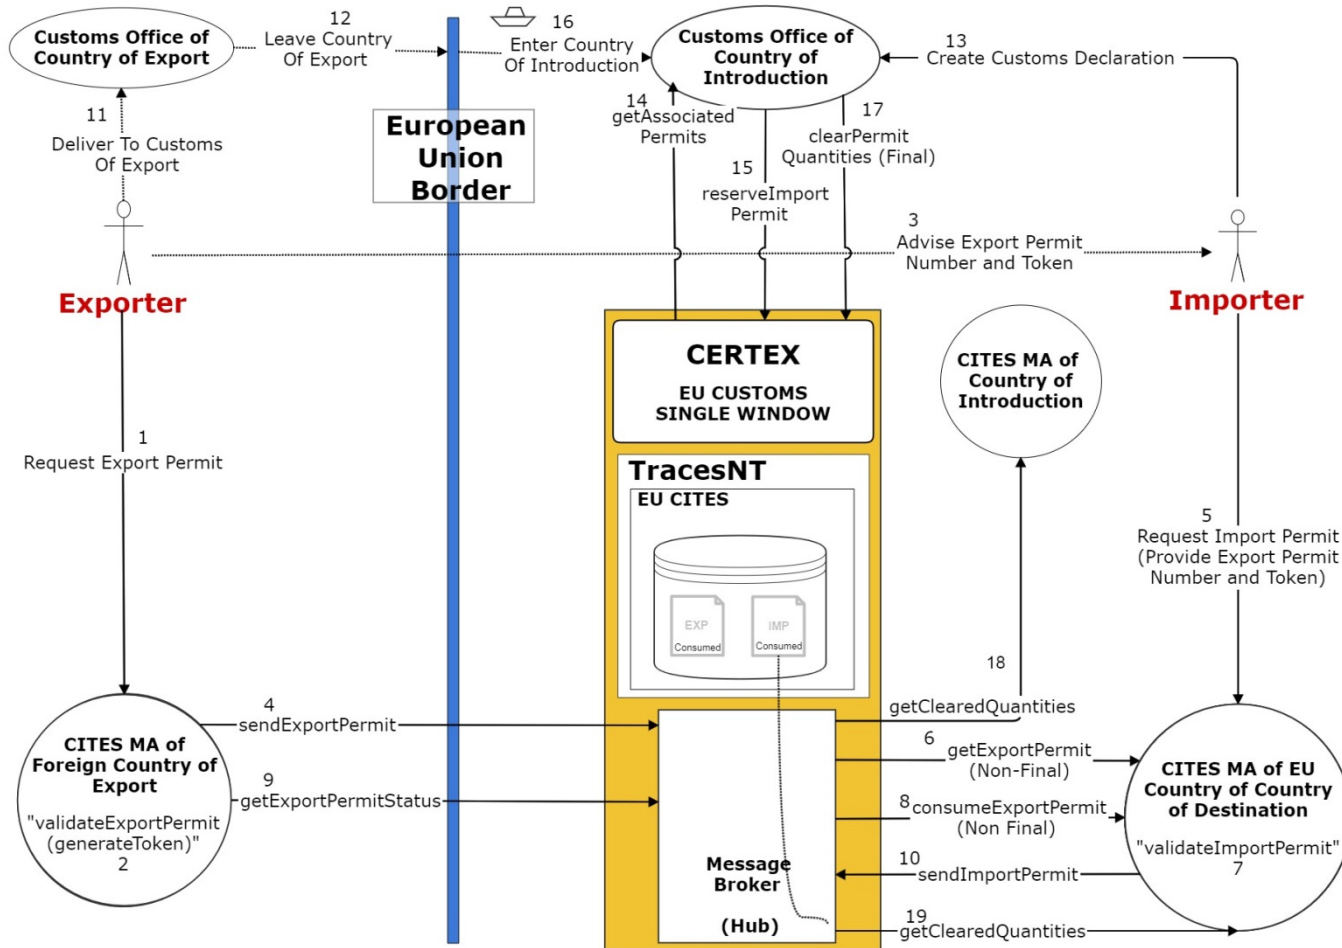 12
Leave Country
Of Export
Customs Office of
Country of Export
16
Enter Country
Of Introduction
Customs Office of
Country of
Introduction
13
Create Customs Declaration
11
Deliver To Customs
Of Export
European
Union
Border
14
getAssociated
Permits
15
reserveImport
Permit
17
clearPermit
Quantities (Final)
3
Advise Export Permit
Number and Token
Exporter
Importer
1
Request Export Permit
CERTEX
EU CUSTOMS
SINGLE WINDOW
CITES MA of
Country of
Introduction
TracesNT
EU CITES
EXP
Consumed
IMP
Consumed
5
Request Import Permit
(Provide Export Permit
Number and Token)
18
getClearedQuantities
4
sendExportPermit
CITES MA of
Foreign Country of
Export
"validateExportPermit
(generateToken)"
2
9
getExportPermitStatus
6
getExportPermit
(Non-Final)
8
consumeExportPermit
(Non Final)
CITES MA of EU
Country of Country
of Destination
"validateImportPermit"
7
10
sendImportPermit
Message
Broker
(Hub)
19
getClearedQuantities